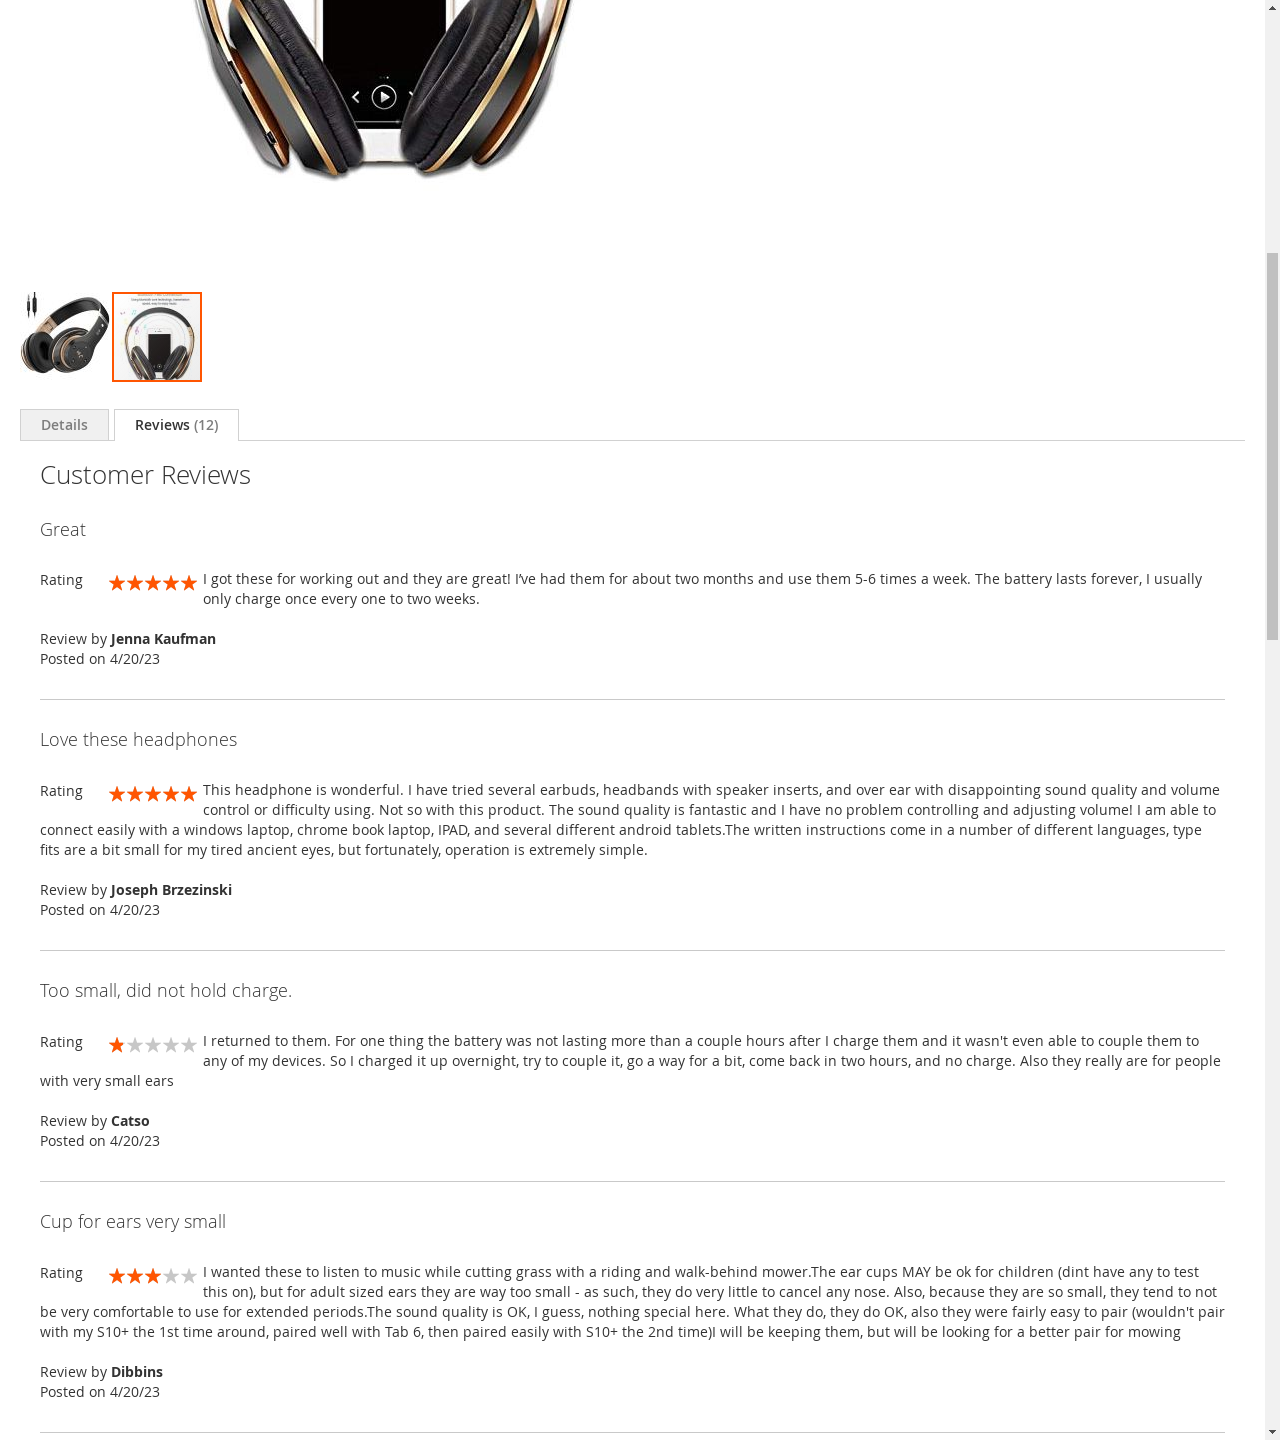 Details
Reviews (12)
Customer Reviews
Great
Rating
I got these for working out and they are great! I’ve had them for about two months and use them 5-6 times a week. The battery lasts forever, I usually
only charge once every one to two weeks.
Review by Jenna Kaufman
Posted on 4/20/23
Love these headphones
Rating
This headphone is wonderful. I have tried several earbuds, headbands with speaker inserts, and over ear with disappointing sound quality and volume
control or difficulty using. Not so with this product. The sound quality is fantastic and I have no problem controlling and adjusting volume! I am able to
connect easily with a windows laptop, chrome book laptop, IPAD, and several different android tablets.The written instructions come in a number of different languages, type
fits are a bit small for my tired ancient eyes, but fortunately, operation is extremely simple.
Review by Joseph Brzezinski
Posted on 4/20/23
Too small, did not hold charge.
Rating
I returned to them. For one thing the battery was not lasting more than a couple hours after I charge them and it wasn't even able to couple them to
any of my devices. So I charged it up overnight, try to couple it, go a way for a bit, come back in two hours, and no charge. Also they really are for people
with very small ears
Review by Catso
Posted on 4/20/23
Cup for ears very small
Rating
I wanted these to listen to music while cutting grass with a riding and walk-behind mower.The ear cups MAY be ok for children (dint have any to test
this on), but for adult sized ears they are way too small - as such, they do very little to cancel any nose. Also, because they are so small, they tend to not
be very comfortable to use for extended periods.The sound quality is OK, I guess, nothing special here. What they do, they do OK, also they were fairly easy to pair (wouldn't pair
with my S10+ the 1st time around, paired well with Tab 6, then paired easily with S10+ the 2nd time)I will be keeping them, but will be looking for a better pair for mowing
Review by Dibbins
Posted on 4/20/23